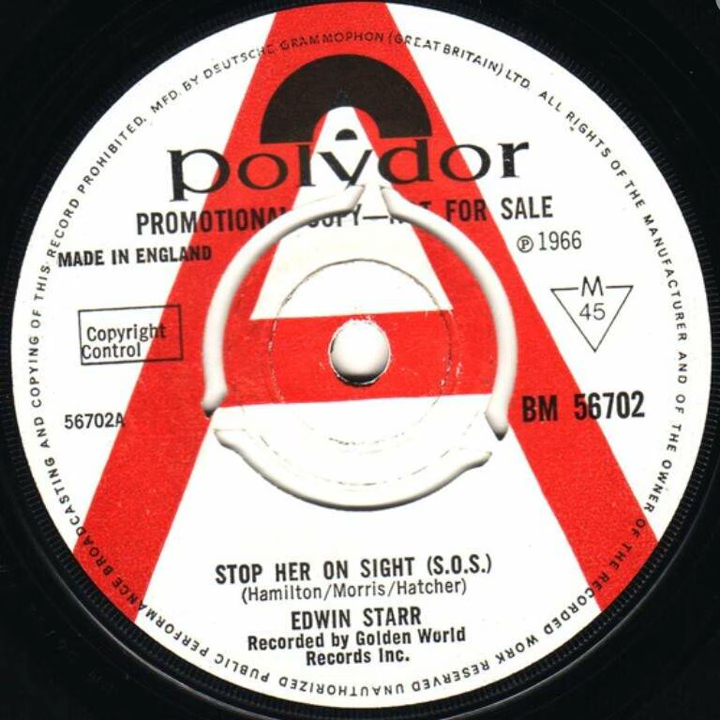 MFD. BY DEUTSCHE GRAMMOPHON (GREAT BRITAIN) LTD. ALL RIGHTS OF THE MANUFACTURER AND OF THE OWNER OF THE RECORDED WORK RESERVED UNAUTHORIZED PUBLIC PERFORMANCE BROADCASTING AND COPYING OF THIS RECORD PROHIBITED.
polydor
PROMOTIONAL COPY—NOT FOR SALE
MADE IN ENGLAND
℗ 1966
M
45
Copyright
Control
56702A
BM 56702
STOP HER ON SIGHT (S.O.S.)
(Hamilton/Morris/Hatcher)
EDWIN STARR
Recorded by Golden World
Records Inc.